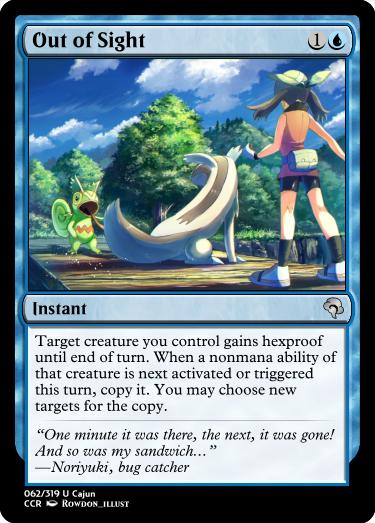 Out of Sight 1
Instant
Target creature you control gains hexproof
until end of turn. When a nonmana ability of
that creature is next activated or triggered
this turn, copy it. You may choose new
targets for the copy.
“One minute it was there, the next, it was gone!
And so was my sandwich…”
—Noriyuki, bug catcher
062/319 U Cajun
CCR ROWDON_ILLUST